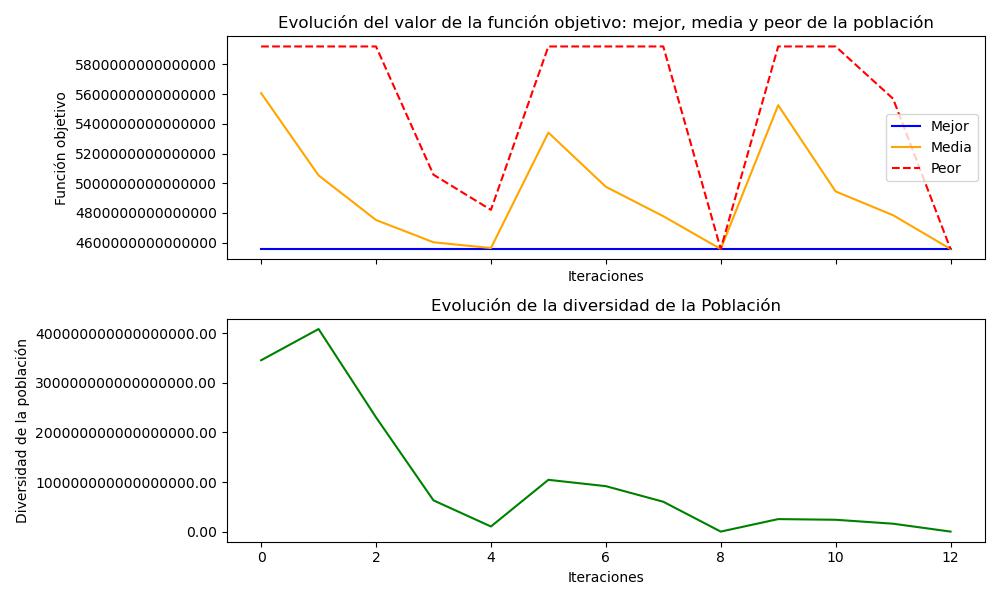 Evolución del valor de la función objetivo: mejor, media y peor de la población
Función objetivo
5800000000000000
5600000000000000
5400000000000000
5200000000000000
5000000000000000
4800000000000000
4600000000000000
Mejor
Media
Peor
Iteraciones
Evolución de la diversidad de la Población
Diversidad de la población
400000000000000000.00
300000000000000000.00
200000000000000000.00
100000000000000000.00
0.00
0 2 4 6 8 10 12
Iteraciones